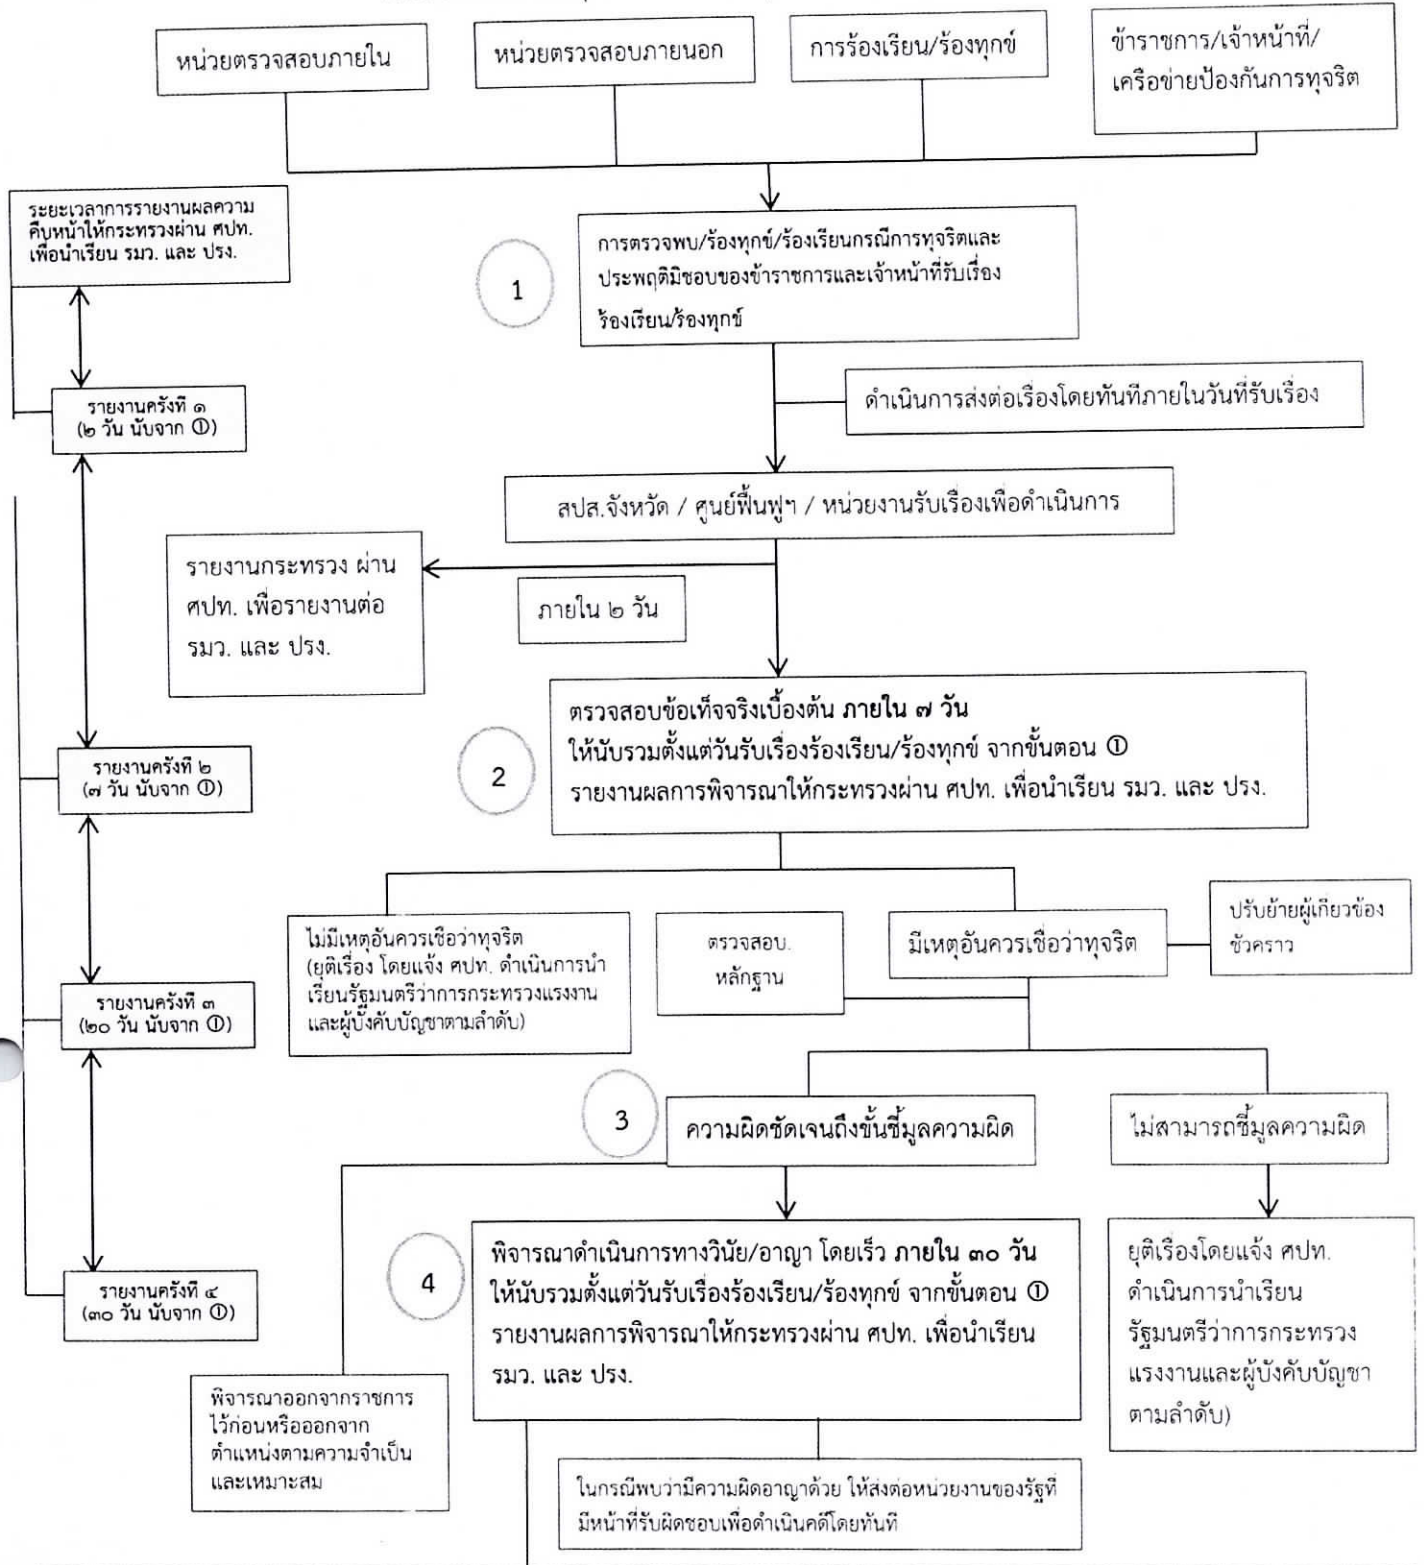 หน่วยตรวจสอบภายใน
หน่วยตรวจสอบภายนอก
การร้องเรียน/ร้องทุกข์
ข้าราชการ/เจ้าหน้าที่/
เครือข่ายป้องกันการทุจริต
ระยะเวลาการรายงานผลความ
คืบหน้าให้กระทรวงผ่าน ศปท.
เพื่อนำเรียน รมว. และ ปรง.
1
การตรวจพบ/ร้องทุกข์/ร้องเรียนกรณีการทุจริตและ
ประพฤติมิชอบของข้าราชการและเจ้าหน้าที่รับเรื่อง
ร้องเรียน/ร้องทุกข์
ดำเนินการส่งต่อเรื่องโดยทันทีภายในวันที่รับเรื่อง
รายงานครั้งที่ ๑
(๒ วัน นับจาก ①)
สปส.จังหวัด / ศูนย์ฟื้นฟูฯ / หน่วยงานรับเรื่องเพื่อดำเนินการ
รายงานกระทรวง ผ่าน
ศปท. เพื่อรายงานต่อ
รมว. และ ปรง.
ภายใน ๒ วัน
2
ตรวจสอบข้อเท็จจริงเบื้องต้น ภายใน ๗ วัน
ให้นับรวมตั้งแต่วันรับเรื่องร้องเรียน/ร้องทุกข์ จากขั้นตอน ①
รายงานผลการพิจารณาให้กระทรวงผ่าน ศปท. เพื่อนำเรียน รมว. และ ปรง.
รายงานครั้งที่ ๒
(๗ วัน นับจาก ①)
ไม่มีเหตุอันควรเชื่อว่าทุจริต
(ยุติเรื่อง โดยแจ้ง ศปท. ดำเนินการนำ
เรียนรัฐมนตรีว่าการกระทรวงแรงงาน
และผู้บังคับบัญชาตามลำดับ)
ตรวจสอบ.
หลักฐาน
มีเหตุอันควรเชื่อว่าทุจริต
ปรับย้ายผู้เกี่ยวข้อง
ชั่วคราว
รายงานครั้งที่ ๓
(๒๐ วัน นับจาก ①)
3
ความผิดชัดเจนถึงขั้นชี้มูลความผิด
ไม่สามารถชี้มูลความผิด
4
พิจารณาดำเนินการทางวินัย/อาญา โดยเร็ว ภายใน ๓๐ วัน
ให้นับรวมตั้งแต่วันรับเรื่องร้องเรียน/ร้องทุกข์ จากขั้นตอน ①
รายงานผลการพิจารณาให้กระทรวงผ่าน ศปท. เพื่อนำเรียน
รมว. และ ปรง.
ยุติเรื่องโดยแจ้ง ศปท.
ดำเนินการนำเรียน
รัฐมนตรีว่าการกระทรวง
แรงงานและผู้บังคับบัญชา
ตามลำดับ)
รายงานครั้งที่ ๔
(๓๐ วัน นับจาก ①)
พิจารณาออกจากราชการ
ไว้ก่อนหรือออกจาก
ตำแหน่งตามความจำเป็น
และเหมาะสม
ในกรณีพบว่ามีความผิดอาญาด้วย ให้ส่งต่อหน่วยงานของรัฐที่
มีหน้าที่รับผิดชอบเพื่อดำเนินคดีโดยทันที